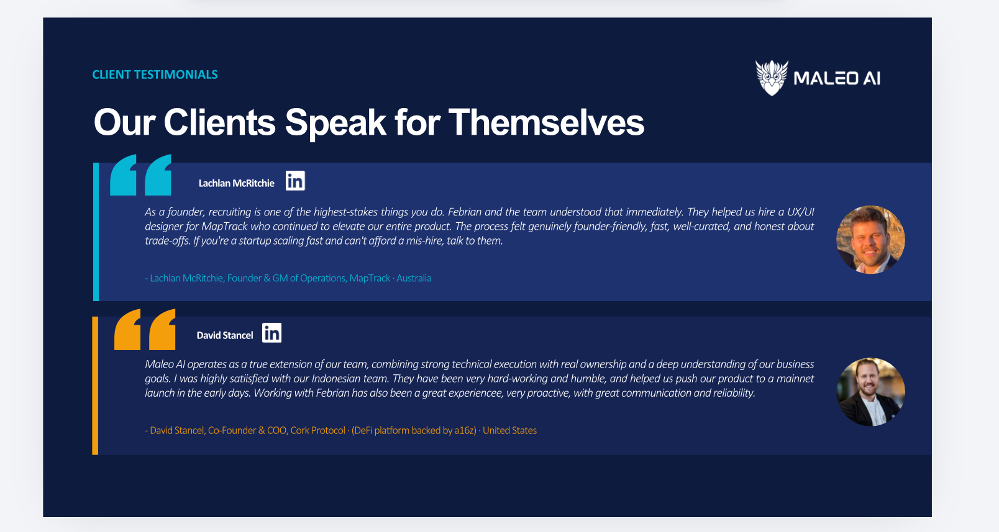 CLIENT TESTIMONIALS
MALEO AI
Our Clients Speak for Themselves
Lachlan McRitchie
in
As a founder, recruiting is one of the highest-stakes things you do. Febrian and the team understood that immediately. They helped us hire a UX/UI
designer for MapTrack who continued to elevate our entire product. The process felt genuinely founder-friendly, fast, well-curated, and honest about
trade-offs. If you're a startup scaling fast and can't afford a mis-hire, talk to them.
- Lachlan McRitchie, Founder & GM of Operations, MapTrack · Australia
David Stancel
in
Maleo AI operates as a true extension of our team, combining strong technical execution with real ownership and a deep understanding of our business
goals. I was highly satiisfied with our Indonesian team. They have been very hard-working and humble, and helped us push our product to a mainnet
launch in the early days. Working with Febrian has also been a great experiencee, very proactive, with great communication and reliability.
- David Stancel, Co-Founder & COO, Cork Protocol · (DeFi platform backed by a16z) · United States